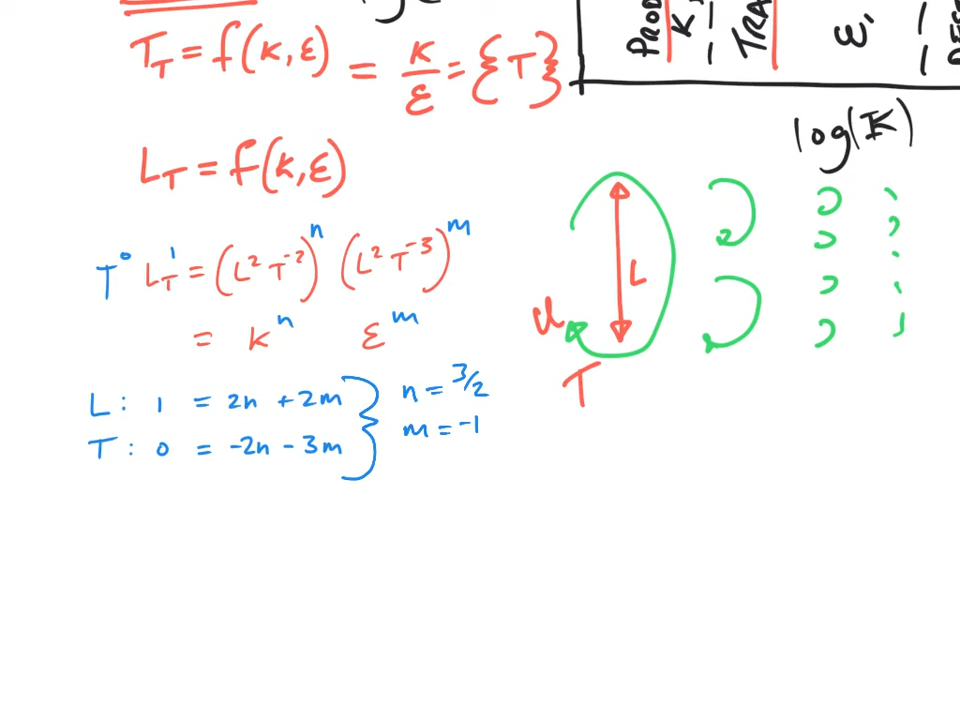 T_T = f(K, ε) = K/ε = {T}
L_T = f(K, ε)
T⁰ L_T¹ = (L² T⁻²)ⁿ (L² T⁻³)ᵐ
= Kⁿ εᵐ
L : 1 = 2n + 2m
T : 0 = -2n - 3m
n = 3/2
m = -1
PROD
K
TRA
log(K)
L
u
T